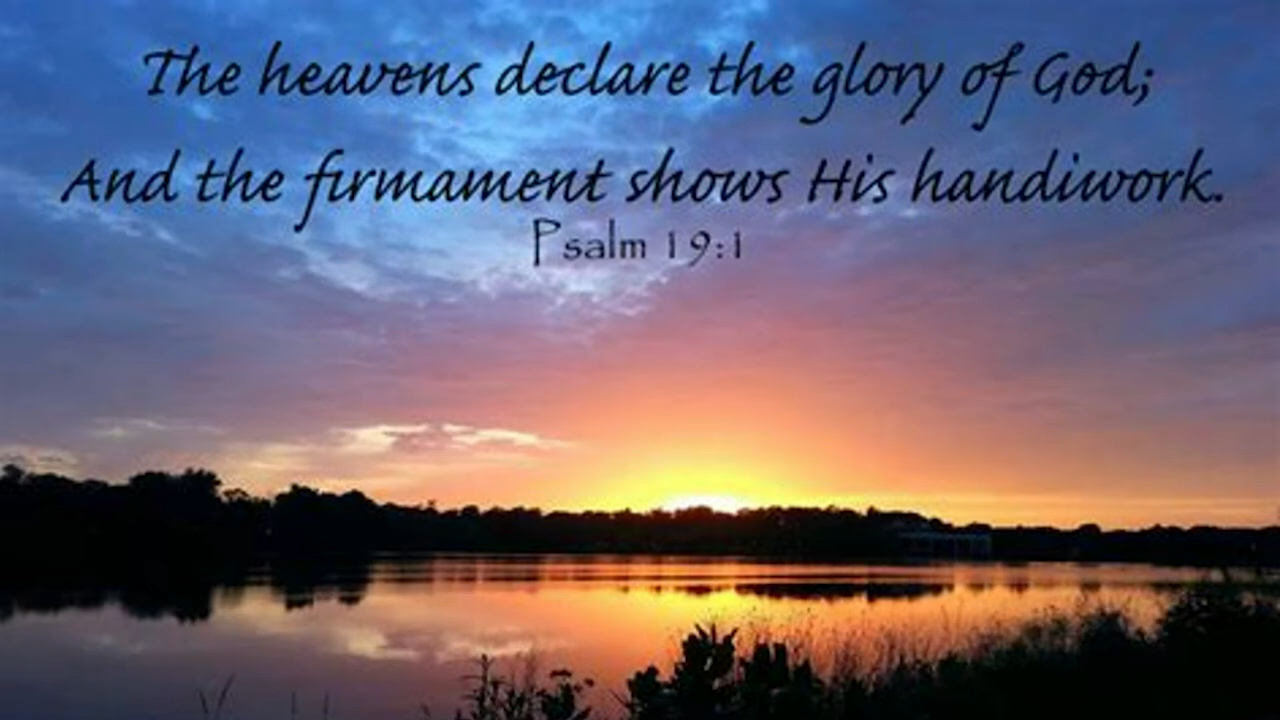 The heavens declare the glory of God;
And the firmament shows His handiwork.
Psalm 19:1